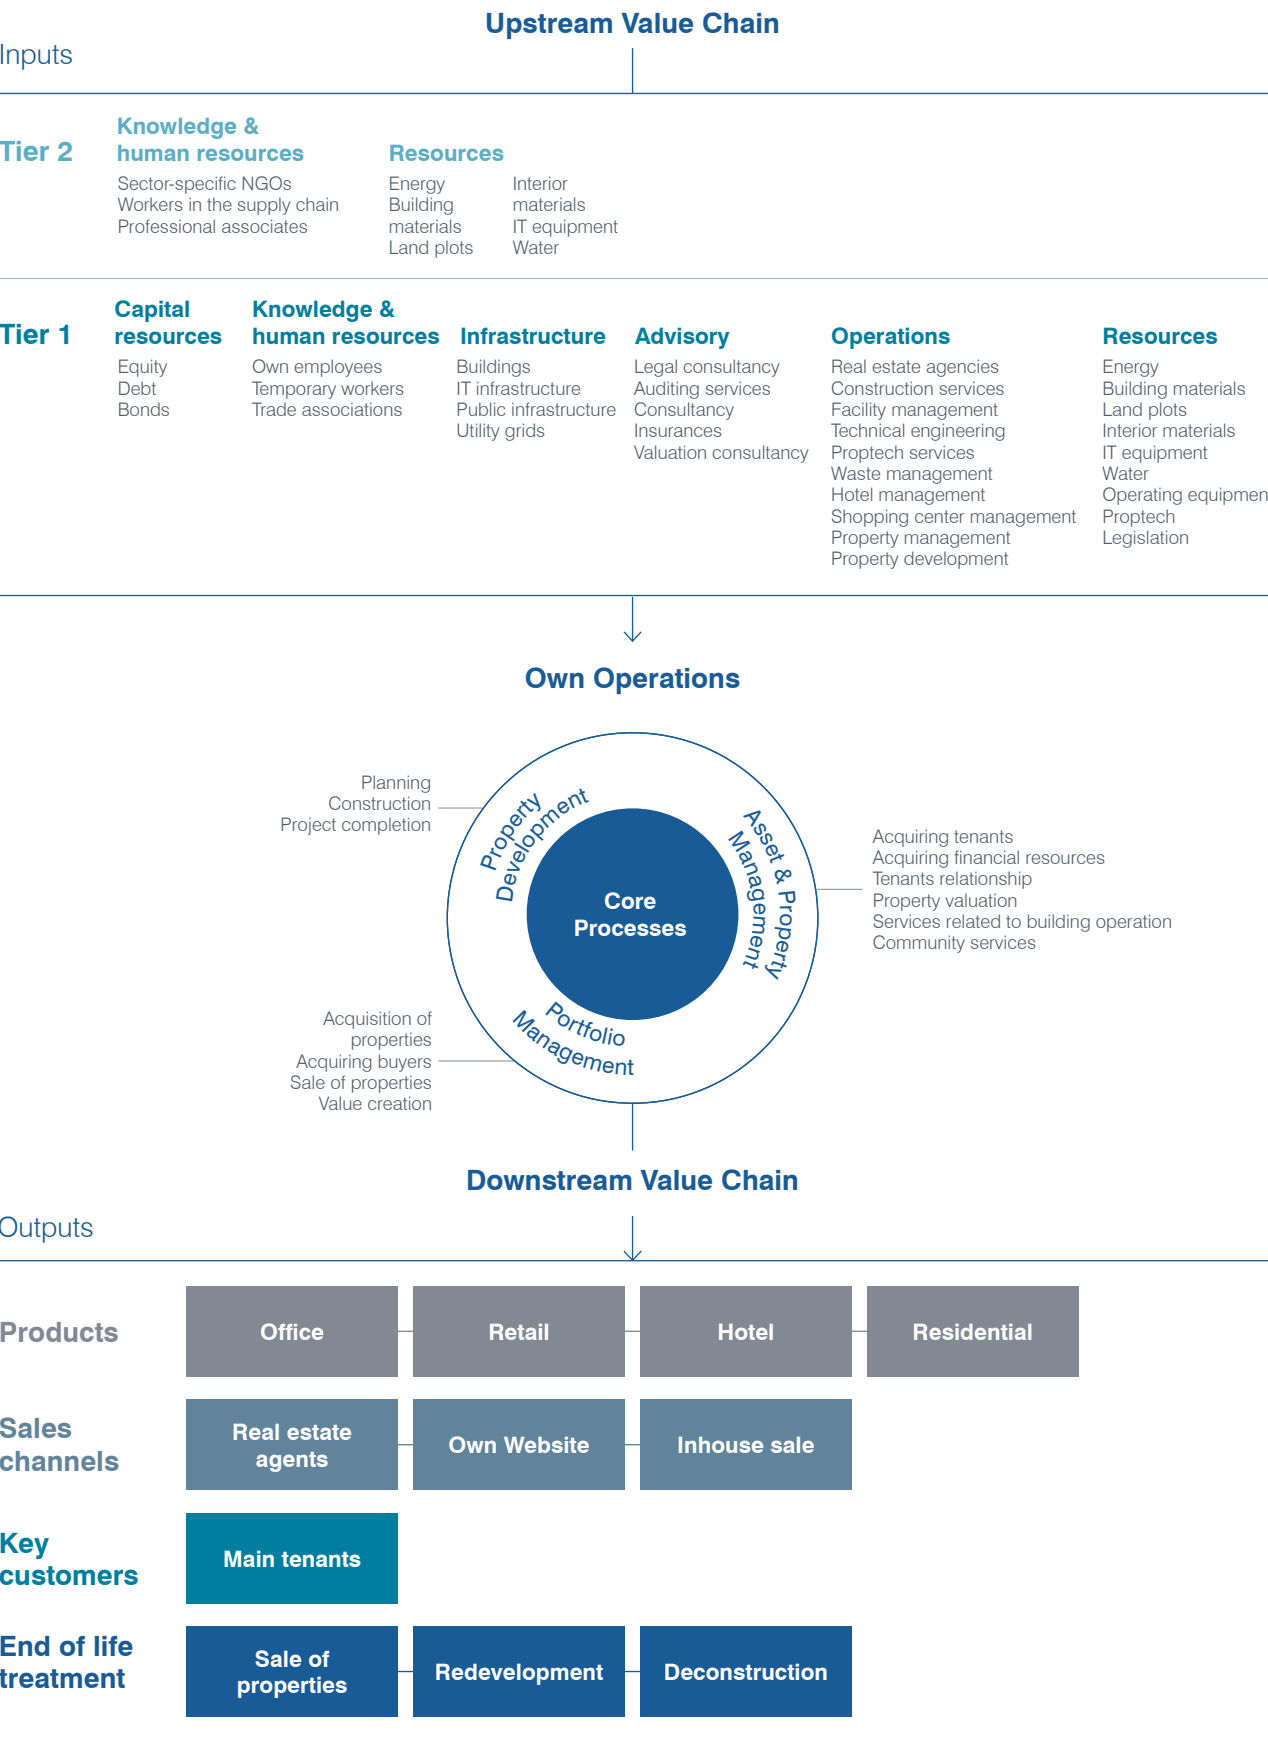 Upstream Value Chain
Inputs
Tier 2
Knowledge &
human resources
Sector-specific NGOs
Workers in the supply chain
Professional associates
Resources
Energy
Building
materials
Land plots
Interior
materials
IT equipment
Water
Tier 1
Capital
resources
Equity
Debt
Bonds
Knowledge &
human resources
Own employees
Temporary workers
Trade associations
Infrastructure
Buildings
IT infrastructure
Public infrastructure
Utility grids
Advisory
Legal consultancy
Auditing services
Consultancy
Insurances
Valuation consultancy
Operations
Real estate agencies
Construction services
Facility management
Technical engineering
Proptech services
Waste management
Hotel management
Shopping center management
Property management
Property development
Resources
Energy
Building materials
Land plots
Interior materials
IT equipment
Water
Operating equipmen
Proptech
Legislation
Own Operations
Planning
Construction
Project completion
Property
Development
Core
Processes
Asset & Property
Management
Acquiring tenants
Acquiring financial resources
Tenants relationship
Property valuation
Services related to building operation
Community services
Portfolio
Management
Acquisition of
properties
Acquiring buyers
Sale of properties
Value creation
Downstream Value Chain
Outputs
Products
Office
Retail
Hotel
Residential
Sales
channels
Real estate
agents
Own Website
Inhouse sale
Key
customers
Main tenants
End of life
treatment
Sale of
properties
Redevelopment
Deconstruction